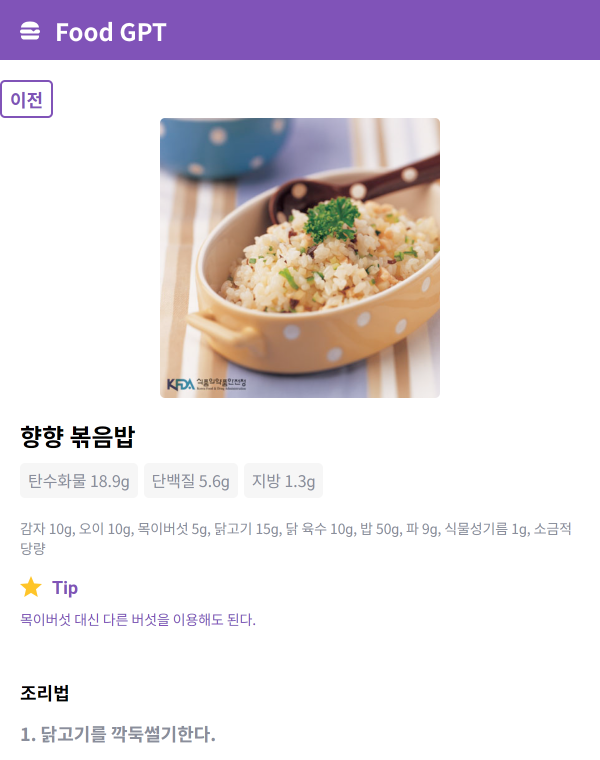 Food GPT
이전
KFDA 식품의약품안전청
향향 볶음밥
탄수화물 18.9g 단백질 5.6g 지방 1.3g
감자 10g, 오이 10g, 목이버섯 5g, 닭고기 15g, 닭 육수 10g, 밥 50g, 파 9g, 식물성기름 1g, 소금적
당량
Tip
목이버섯 대신 다른 버섯을 이용해도 된다.
조리법
1. 닭고기를 깍둑썰기한다.